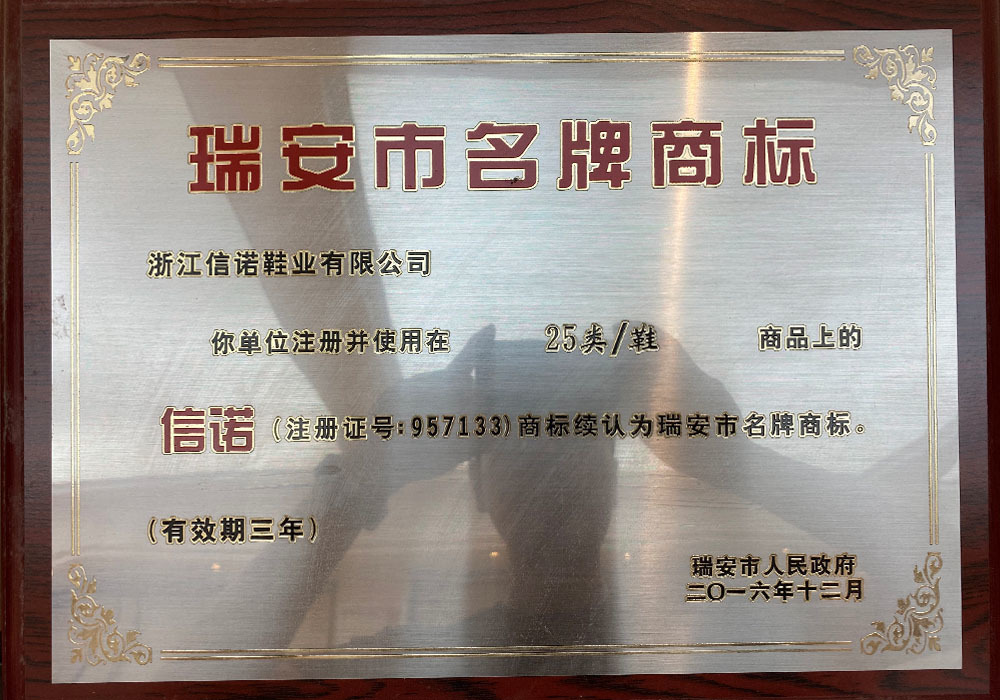 瑞安市名牌商标
浙江信诺鞋业有限公司
你单位注册并使用在 25类/鞋 商品上的
信诺(注册证号:957133)商标续认为瑞安市名牌商标。
(有效期三年)
瑞安市人民政府
二〇一六年十二月